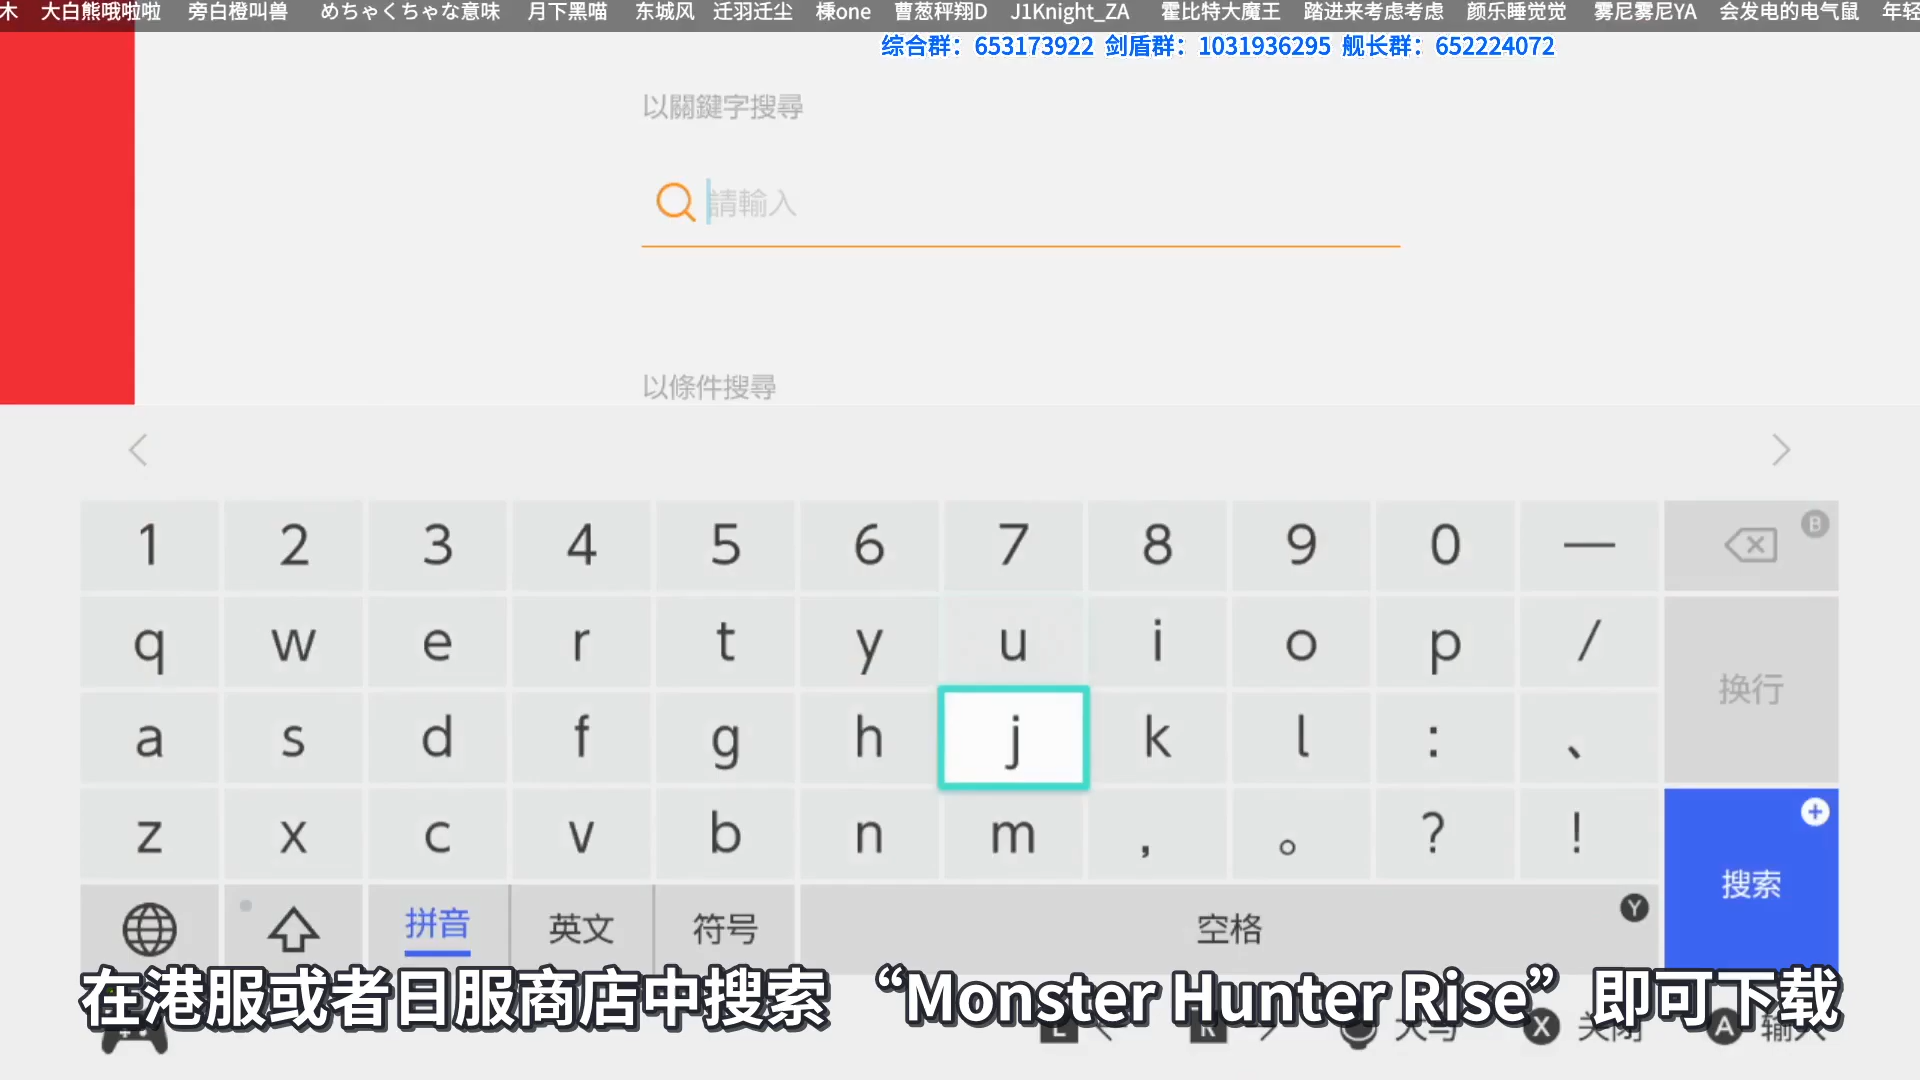 木 大白熊哦啦啦 旁白橙叫兽 めちゃくちゃな意味 月下黑喵 东城风 迁羽迁尘 槺one 曹葱秤翔D J1Knight_ZA 霍比特大魔王 踏进来考虑考虑 颜乐睡觉觉 雾尼雾尼YA 会发电的电气鼠 年轻
综合群：653173922 剑盾群：1031936295 舰长群：652224072
以關鍵字搜尋
請輸入
以條件搜尋
1 2 3 4 5 6 7 8 9 0 — B
q w e r t y u i o p /
换行
a s d f g h j k l : 、
z x c v b n m , 。 ? ! +
搜索
拼音 英文 符号 空格 Y
在港服或者日服商店中搜索 “Monster Hunter Rise” 即可下载
L R 大写 X 关闭 A 输入